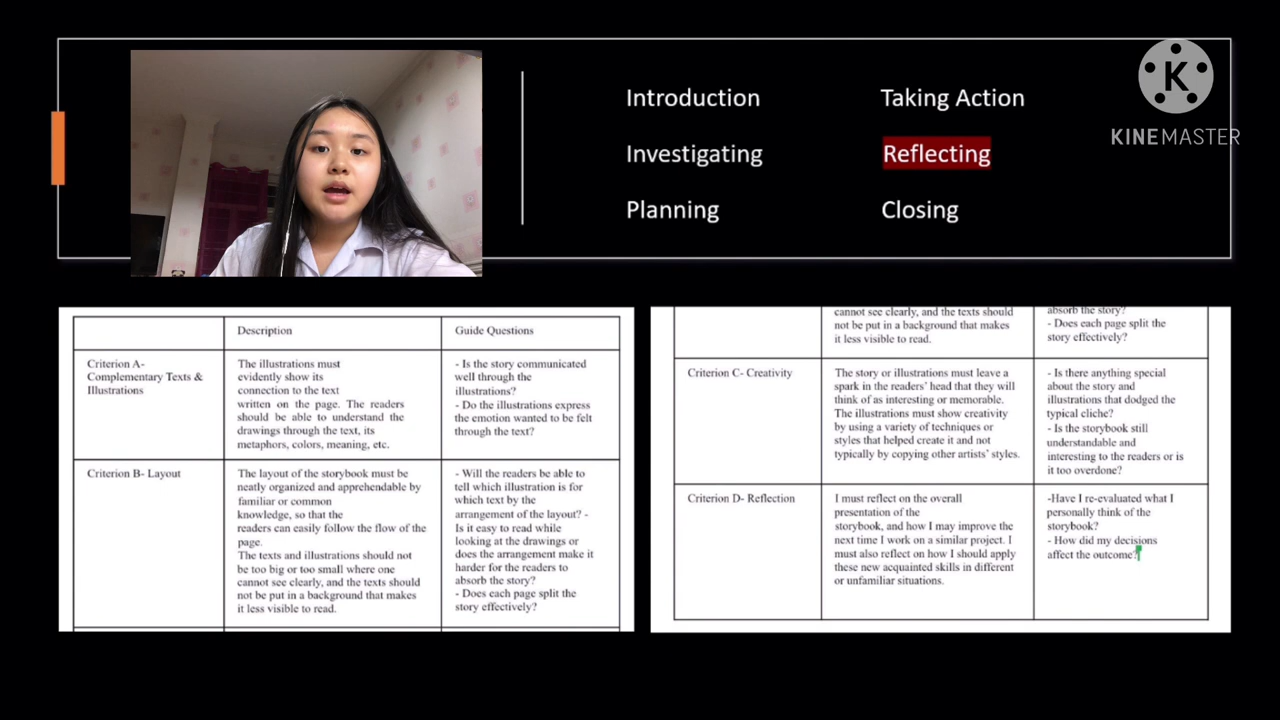 Introduction
Investigating
Planning
Taking Action
Reflecting
Closing
K
KINEMASTER
Description
Guide Questions
Criterion A-
Complementary Texts &
Illustrations
The illustrations must
evidently show its
connection to the text
written on the page. The readers
should be able to understand the
drawings through the text, its
metaphors, colors, meaning, etc.
- Is the story communicated
well through the
illustrations?
- Do the illustrations express
the emotion wanted to be felt
through the text?
Criterion B- Layout
The layout of the storybook must be
neatly organized and apprehendable by
familiar or common
knowledge, so that the
readers can easily follow the flow of the
page.
The texts and illustrations should not
be too big or too small where one
cannot see clearly, and the texts should
not be put in a background that makes
it less visible to read.
- Will the readers be able to
tell which illustration is for
which text by the
arrangement of the layout? -
Is it easy to read while
looking at the drawings or
does the arrangement make it
harder for the readers to
absorb the story?
- Does each page split the
story effectively?
cannot see clearly, and the texts should
not be put in a background that makes
it less visible to read.
absorb the story?
- Does each page split the
story effectively?
Criterion C- Creativity
The story or illustrations must leave a
spark in the readers' head that they will
think of as interesting or memorable.
The illustrations must show creativity
by using a variety of techniques or
styles that helped create it and not
typically by copying other artists' styles.
- Is there anything special
about the story and
illustrations that dodged the
typical cliche?
- Is the storybook still
understandable and
interesting to the readers or is
it too overdone?
Criterion D- Reflection
I must reflect on the overall
presentation of the
storybook, and how I may improve the
next time I work on a similar project. I
must also reflect on how I should apply
these new acquainted skills in different
or unfamiliar situations.
-Have I re-evaluated what I
personally think of the
storybook?
- How did my decisions
affect the outcome?